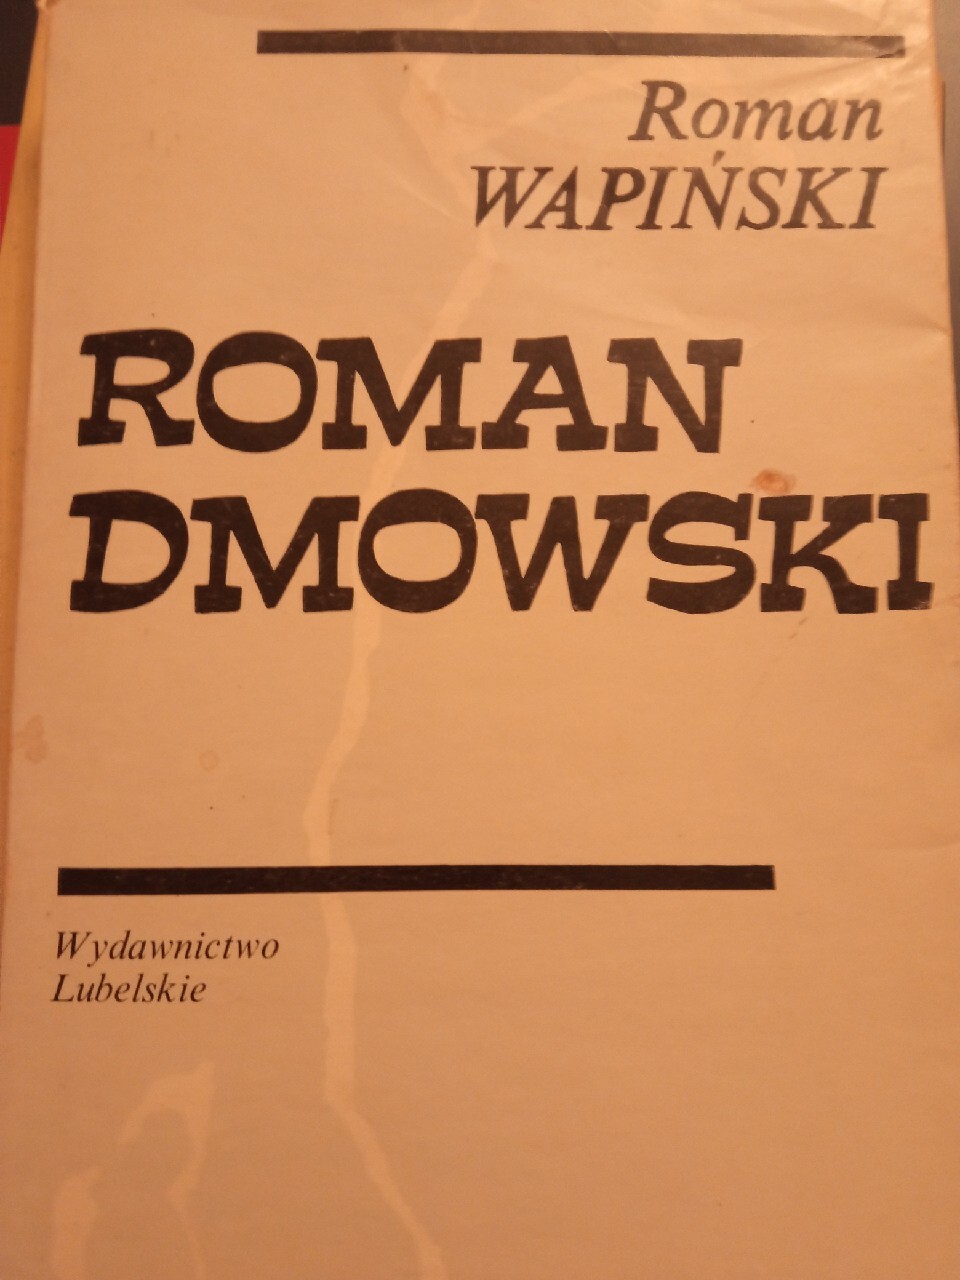 Roman
WAPIŃSKI
ROMAN
DMOWSKI
Wydawnictwo
Lubelskie